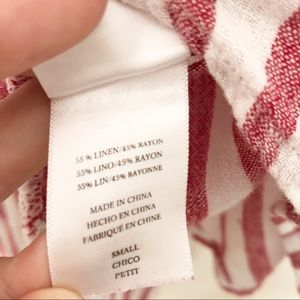 55% LINEN/45% RAYON
55% LINO/45% RAYON
55% LIN/45% RAYONNE
MADE IN CHINA
HECHO EN CHINA
FABRIQUÉ EN CHINE
SMALL
CHICO
PETIT